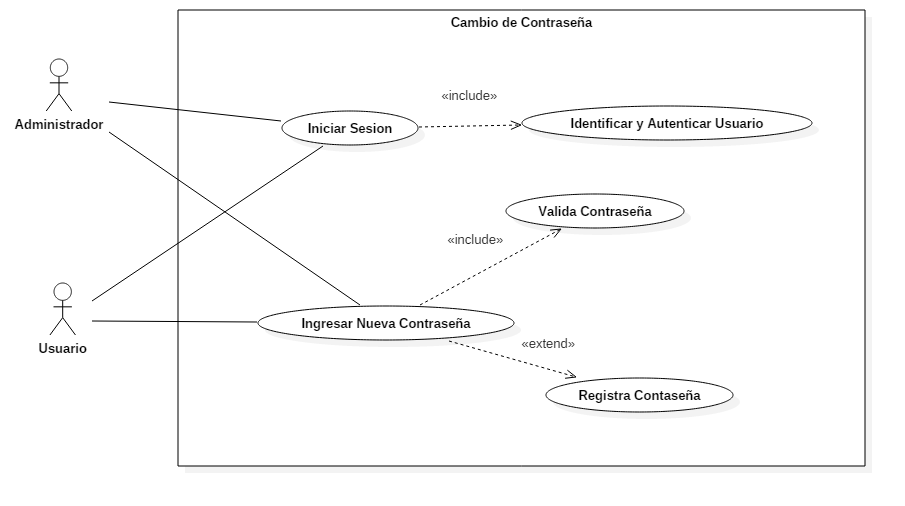 Cambio de Contraseña
Administrador
«include»
Iniciar Sesion
Identificar y Autenticar Usuario
Valida Contraseña
«include»
Usuario
Ingresar Nueva Contraseña
«extend»
Registra Contaseña